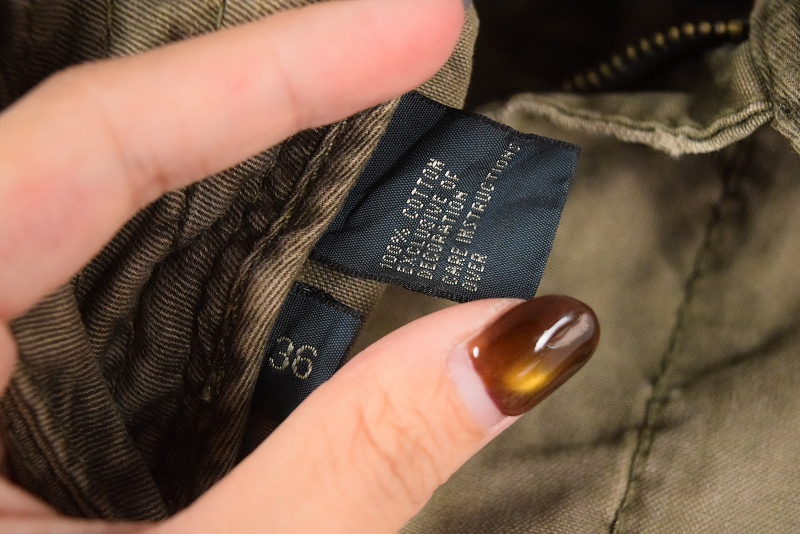 100% COTTON
EXCLUSIVE OF
DECORATION
CARE INSTRUCTIONS
OVER
36